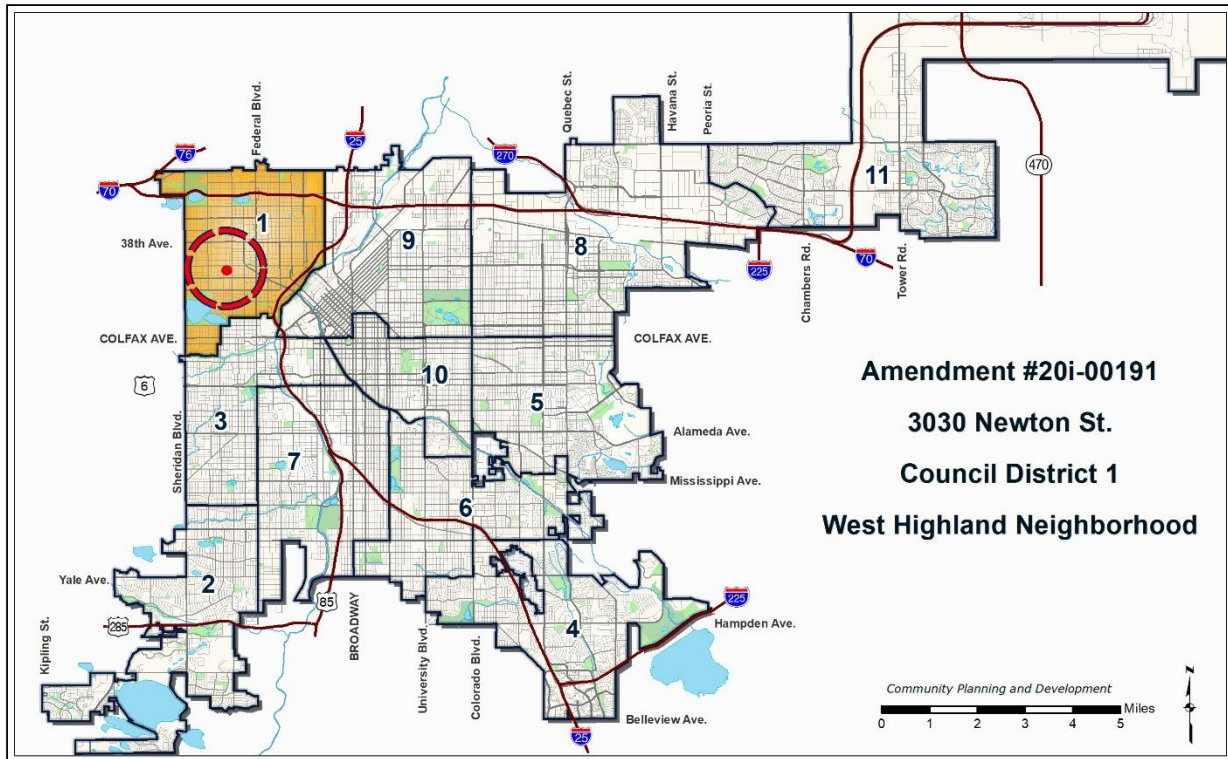 Federal Blvd.
25
76
70
270
Quebec St.
Havana St.
Peoria St.
470
11
1
9
8
38th Ave.
225
Chambers Rd.
70
Tower Rd.
COLFAX AVE.
COLFAX AVE.
6
10
5
3
7
Sheridan Blvd.
Alameda Ave.
Mississippi Ave.
6
2
Yale Ave.
85
BROADWAY
285
Kipling St.
University Blvd.
Colorado Blvd.
4
225
Hampden Ave.
Belleview Ave.
25
Amendment #20i-00191
3030 Newton St.
Council District 1
West Highland Neighborhood
Community Planning and Development
Miles
0 1 2 3 4 5
N